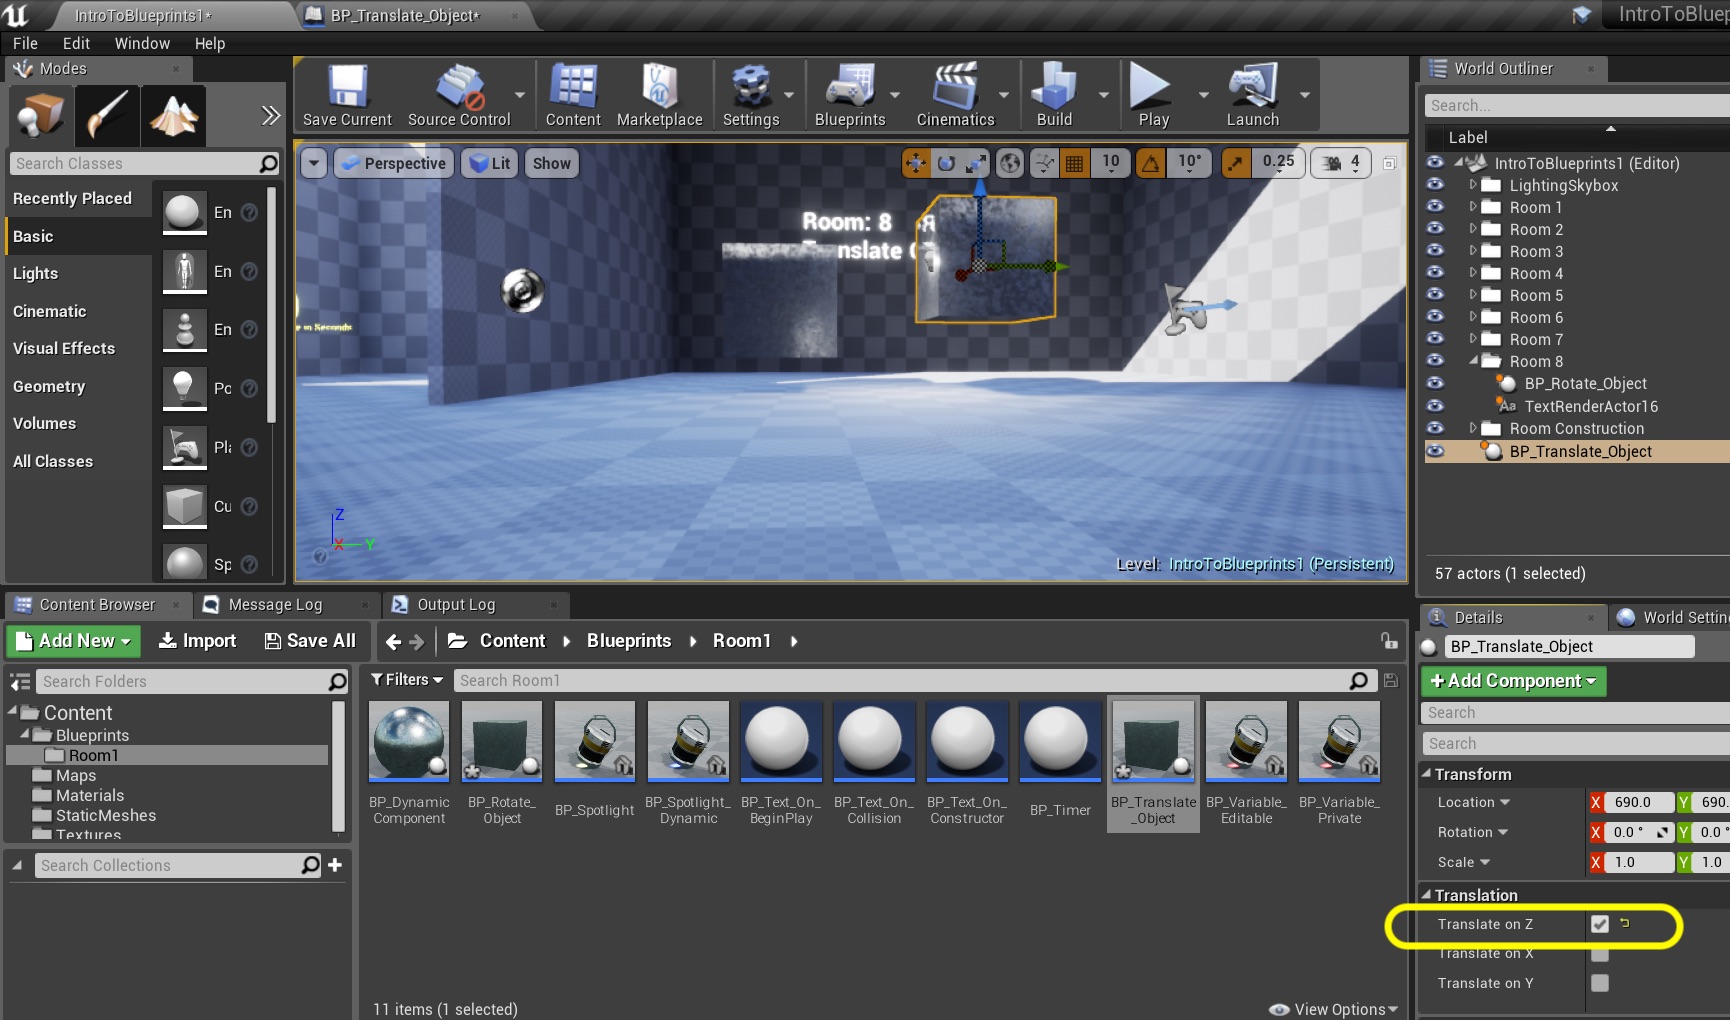 IntroToBlueprints1*
BP_Translate_Object*
IntroToBluep
File Edit Window Help
Modes
Search Classes
Recently Placed
Basic
Lights
Cinematic
Visual Effects
Geometry
Volumes
All Classes
En
En
En
Po
Pla
Cu
Sp
Save Current
Source Control
Content
Marketplace
Settings
Blueprints
Cinematics
Build
Play
Launch
Perspective
Lit
Show
10
10°
0.25
4
Room: 8
Translate
in Seconds
Z
X
Y
Level: IntroToBlueprints1 (Persistent)
World Outliner
Search...
Label
IntroToBlueprints1 (Editor)
LightingSkybox
Room 1
Room 2
Room 3
Room 4
Room 5
Room 6
Room 7
Room 8
BP_Rotate_Object
TextRenderActor16
Room Construction
BP_Translate_Object
57 actors (1 selected)
Content Browser
Message Log
Output Log
Add New
Import
Save All
Content
Blueprints
Room1
Search Folders
Content
Blueprints
Room1
Maps
Materials
StaticMeshes
Textures
Search Collections
Filters
Search Room1
BP_Dynamic
Component
BP_Rotate_
Object
BP_Spotlight
BP_Spotlight_
Dynamic
BP_Text_On_
BeginPlay
BP_Text_On_
Collision
BP_Text_On_
Constructor
BP_Timer
BP_Translate
_Object
BP_Variable_
Editable
BP_Variable_
Private
11 items (1 selected)
View Options
Details
World Settin
BP_Translate_Object
+Add Component
Search
Search
Transform
Location X 690.0 Y 690.
Rotation X 0.0 ° Y 0.0 °
Scale X 1.0 Y 1.0
Translation
Translate on Z
Translate on X
Translate on Y